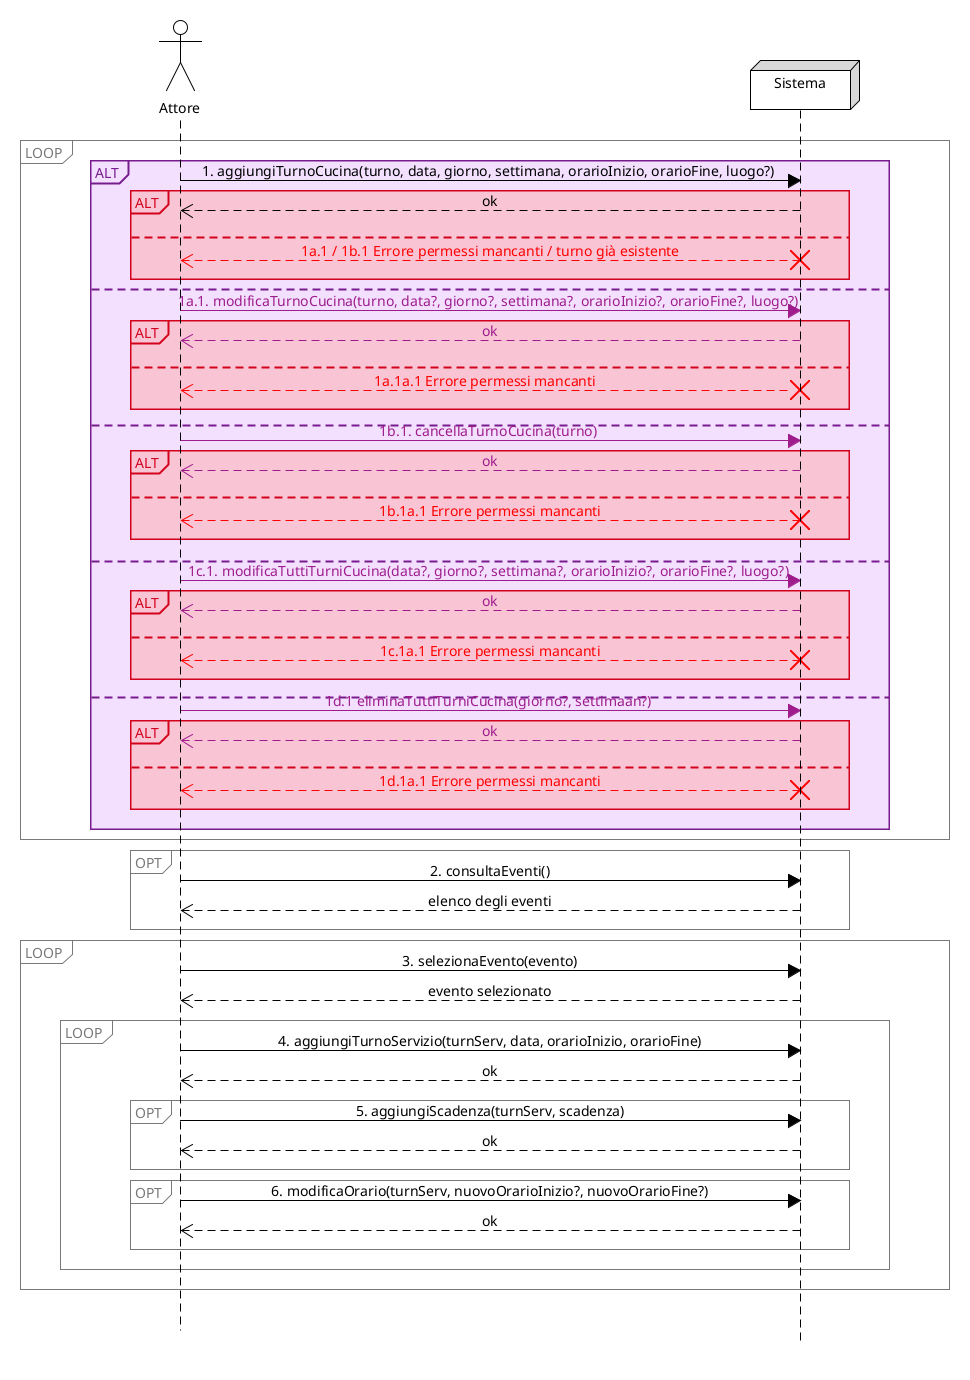 Attore
Sistema
LOOP
ALT
1. aggiungiTurnoCucina(turno, data, giorno, settimana, orarioInizio, orarioFine, luogo?)
ALT
ok
1a.1 / 1b.1 Errore permessi mancanti / turno già esistente
1a.1. modificaTurnoCucina(turno, data?, giorno?, settimana?, orarioInizio?, orarioFine?, luogo?)
ALT
ok
1a.1a.1 Errore permessi mancanti
1b.1. cancellaTurnoCucina(turno)
ALT
ok
1b.1a.1 Errore permessi mancanti
1c.1. modificaTuttiTurniCucina(data?, giorno?, settimana?, orarioInizio?, orarioFine?, luogo?)
ALT
ok
1c.1a.1 Errore permessi mancanti
1d.1 eliminaTuttiTurniCucina(giorno?, settimaan?)
ALT
ok
1d.1a.1 Errore permessi mancanti
OPT
2. consultaEventi()
elenco degli eventi
LOOP
3. selezionaEvento(evento)
evento selezionato
LOOP
4. aggiungiTurnoServizio(turnServ, data, orarioInizio, orarioFine)
ok
OPT
5. aggiungiScadenza(turnServ, scadenza)
ok
OPT
6. modificaOrario(turnServ, nuovoOrarioInizio?, nuovoOrarioFine?)
ok